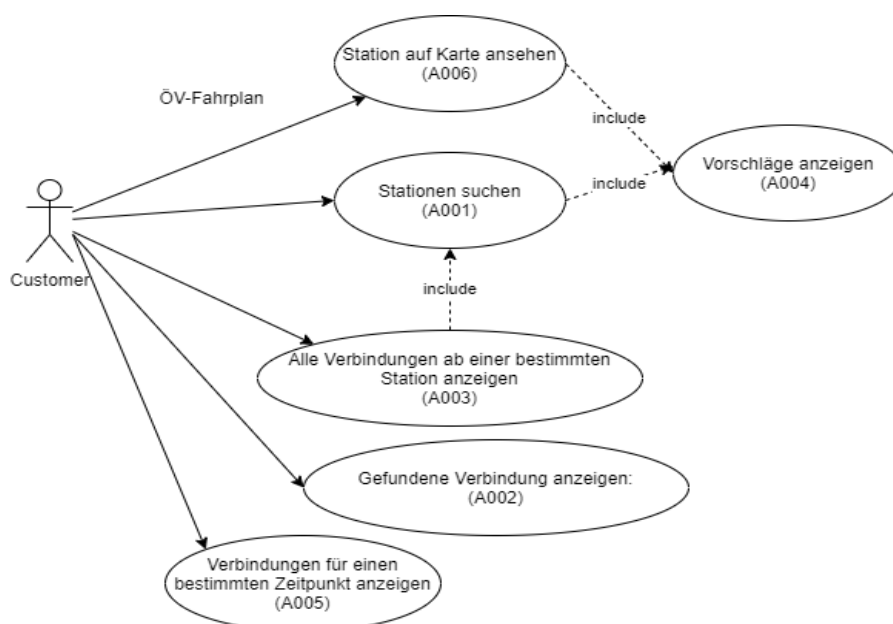 Station auf Karte ansehen
(A006)
ÖV-Fahrplan
include
Vorschläge anzeigen
(A004)
Stationen suchen
(A001)
include
Customer
include
Alle Verbindungen ab einer bestimmten
Station anzeigen
(A003)
Gefundene Verbindung anzeigen:
(A002)
Verbindungen für einen
bestimmten Zeitpunkt anzeigen
(A005)